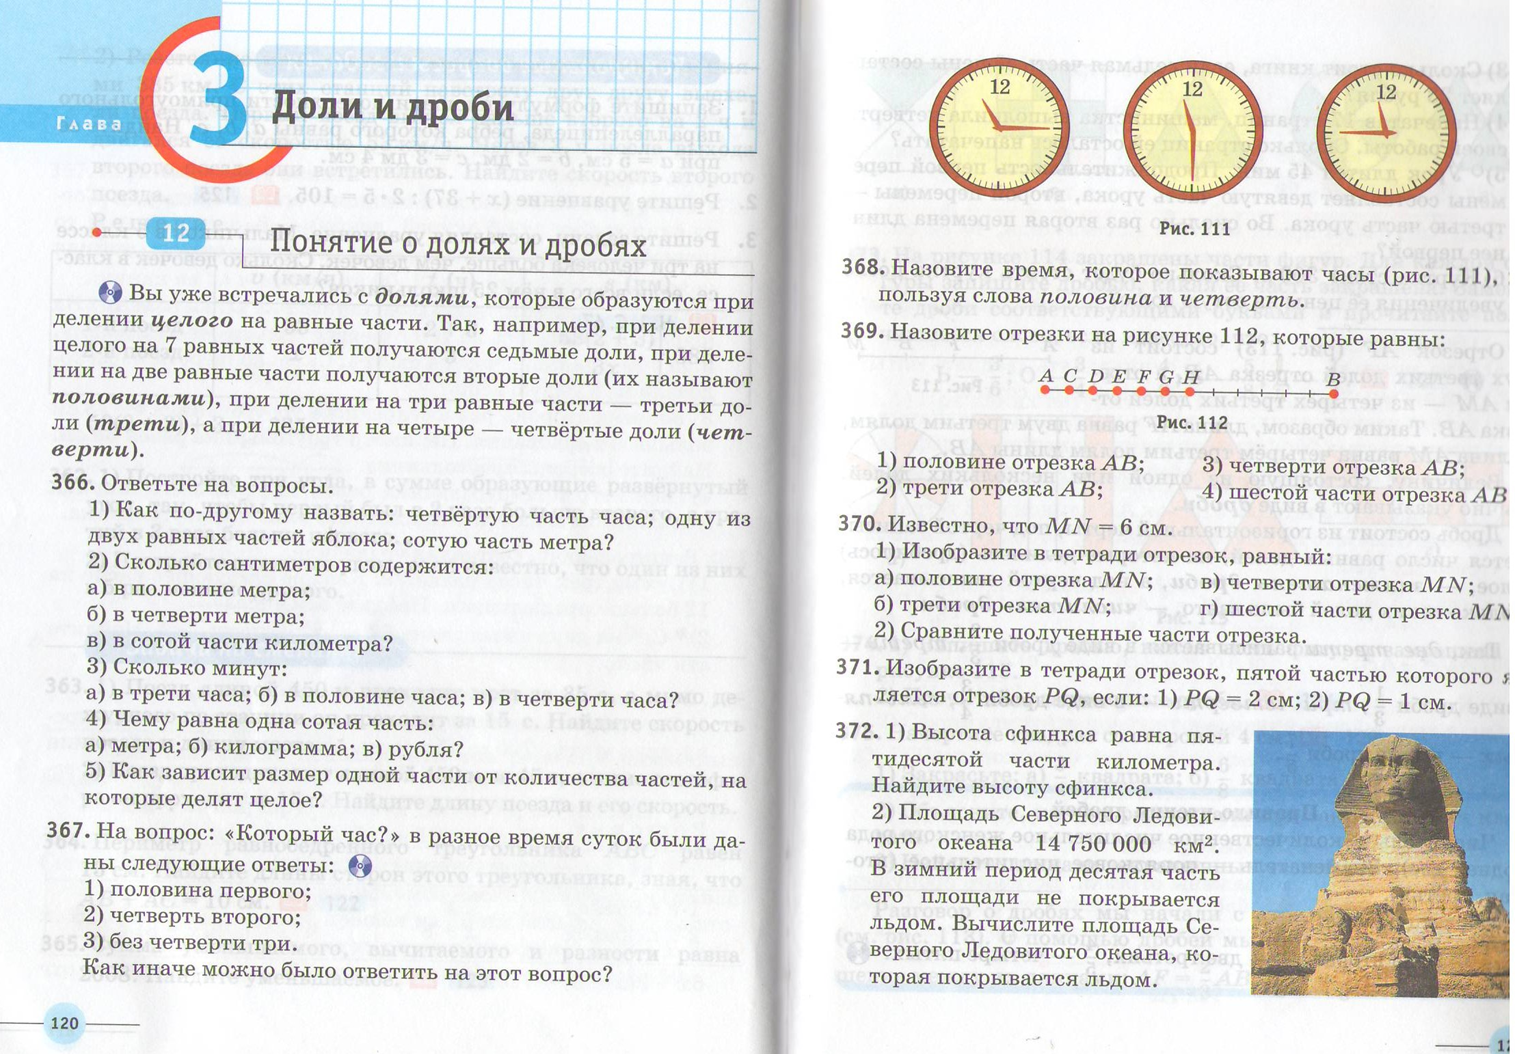 Глава
3
Доли и дроби
12
Понятие о долях и дробях
Вы уже встречались с долями, которые образуются при
делении целого на равные части. Так, например, при делении
целого на 7 равных частей получаются седьмые доли, при деле-
нии на две равные части получаются вторые доли (их называют
половинами), при делении на три равные части — третьи до-
ли (трети), а при делении на четыре — четвёртые доли (чет-
верти).
366. Ответьте на вопросы.
1) Как по-другому назвать: четвёртую часть часа; одну из
двух равных частей яблока; сотую часть метра?
2) Сколько сантиметров содержится:
а) в половине метра;
б) в четверти метра;
в) в сотой части километра?
3) Сколько минут:
а) в трети часа; б) в половине часа; в) в четверти часа?
4) Чему равна одна сотая часть:
а) метра; б) килограмма; в) рубля?
5) Как зависит размер одной части от количества частей, на
которые делят целое?
367. На вопрос: «Который час?» в разное время суток были да-
ны следующие ответы:
1) половина первого;
2) четверть второго;
3) без четверти три.
Как иначе можно было ответить на этот вопрос?
120
12 12 12
Рис. 111
368. Назовите время, которое показывают часы (рис. 111),
пользуя слова половина и четверть.
369. Назовите отрезки на рисунке 112, которые равны:
A C D E F G H B
Рис. 112
1) половине отрезка AB; 3) четверти отрезка AB;
2) трети отрезка AB; 4) шестой части отрезка AB
370. Известно, что MN = 6 см.
1) Изобразите в тетради отрезок, равный:
а) половине отрезка MN; в) четверти отрезка MN;
б) трети отрезка MN; г) шестой части отрезка MN
2) Сравните полученные части отрезка.
371. Изобразите в тетради отрезок, пятой частью которого я
ляется отрезок PQ, если: 1) PQ = 2 см; 2) PQ = 1 см.
372. 1) Высота сфинкса равна пя-
тидесятой части километра.
Найдите высоту сфинкса.
2) Площадь Северного Ледови-
того океана 14 750 000 км².
В зимний период десятая часть
его площади не покрывается
льдом. Вычислите площадь Се-
верного Ледовитого океана, ко-
торая покрывается льдом.